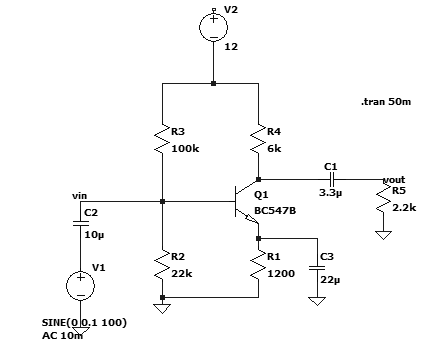 V2
12
.tran 50m
R3
100k
R4
6k
C1
3.3µ
vout
R5
2.2k
vin
Q1
BC547B
C2
10µ
R2
22k
R1
1200
C3
22µ
V1
SINE(0 0.1 100)
AC 10m